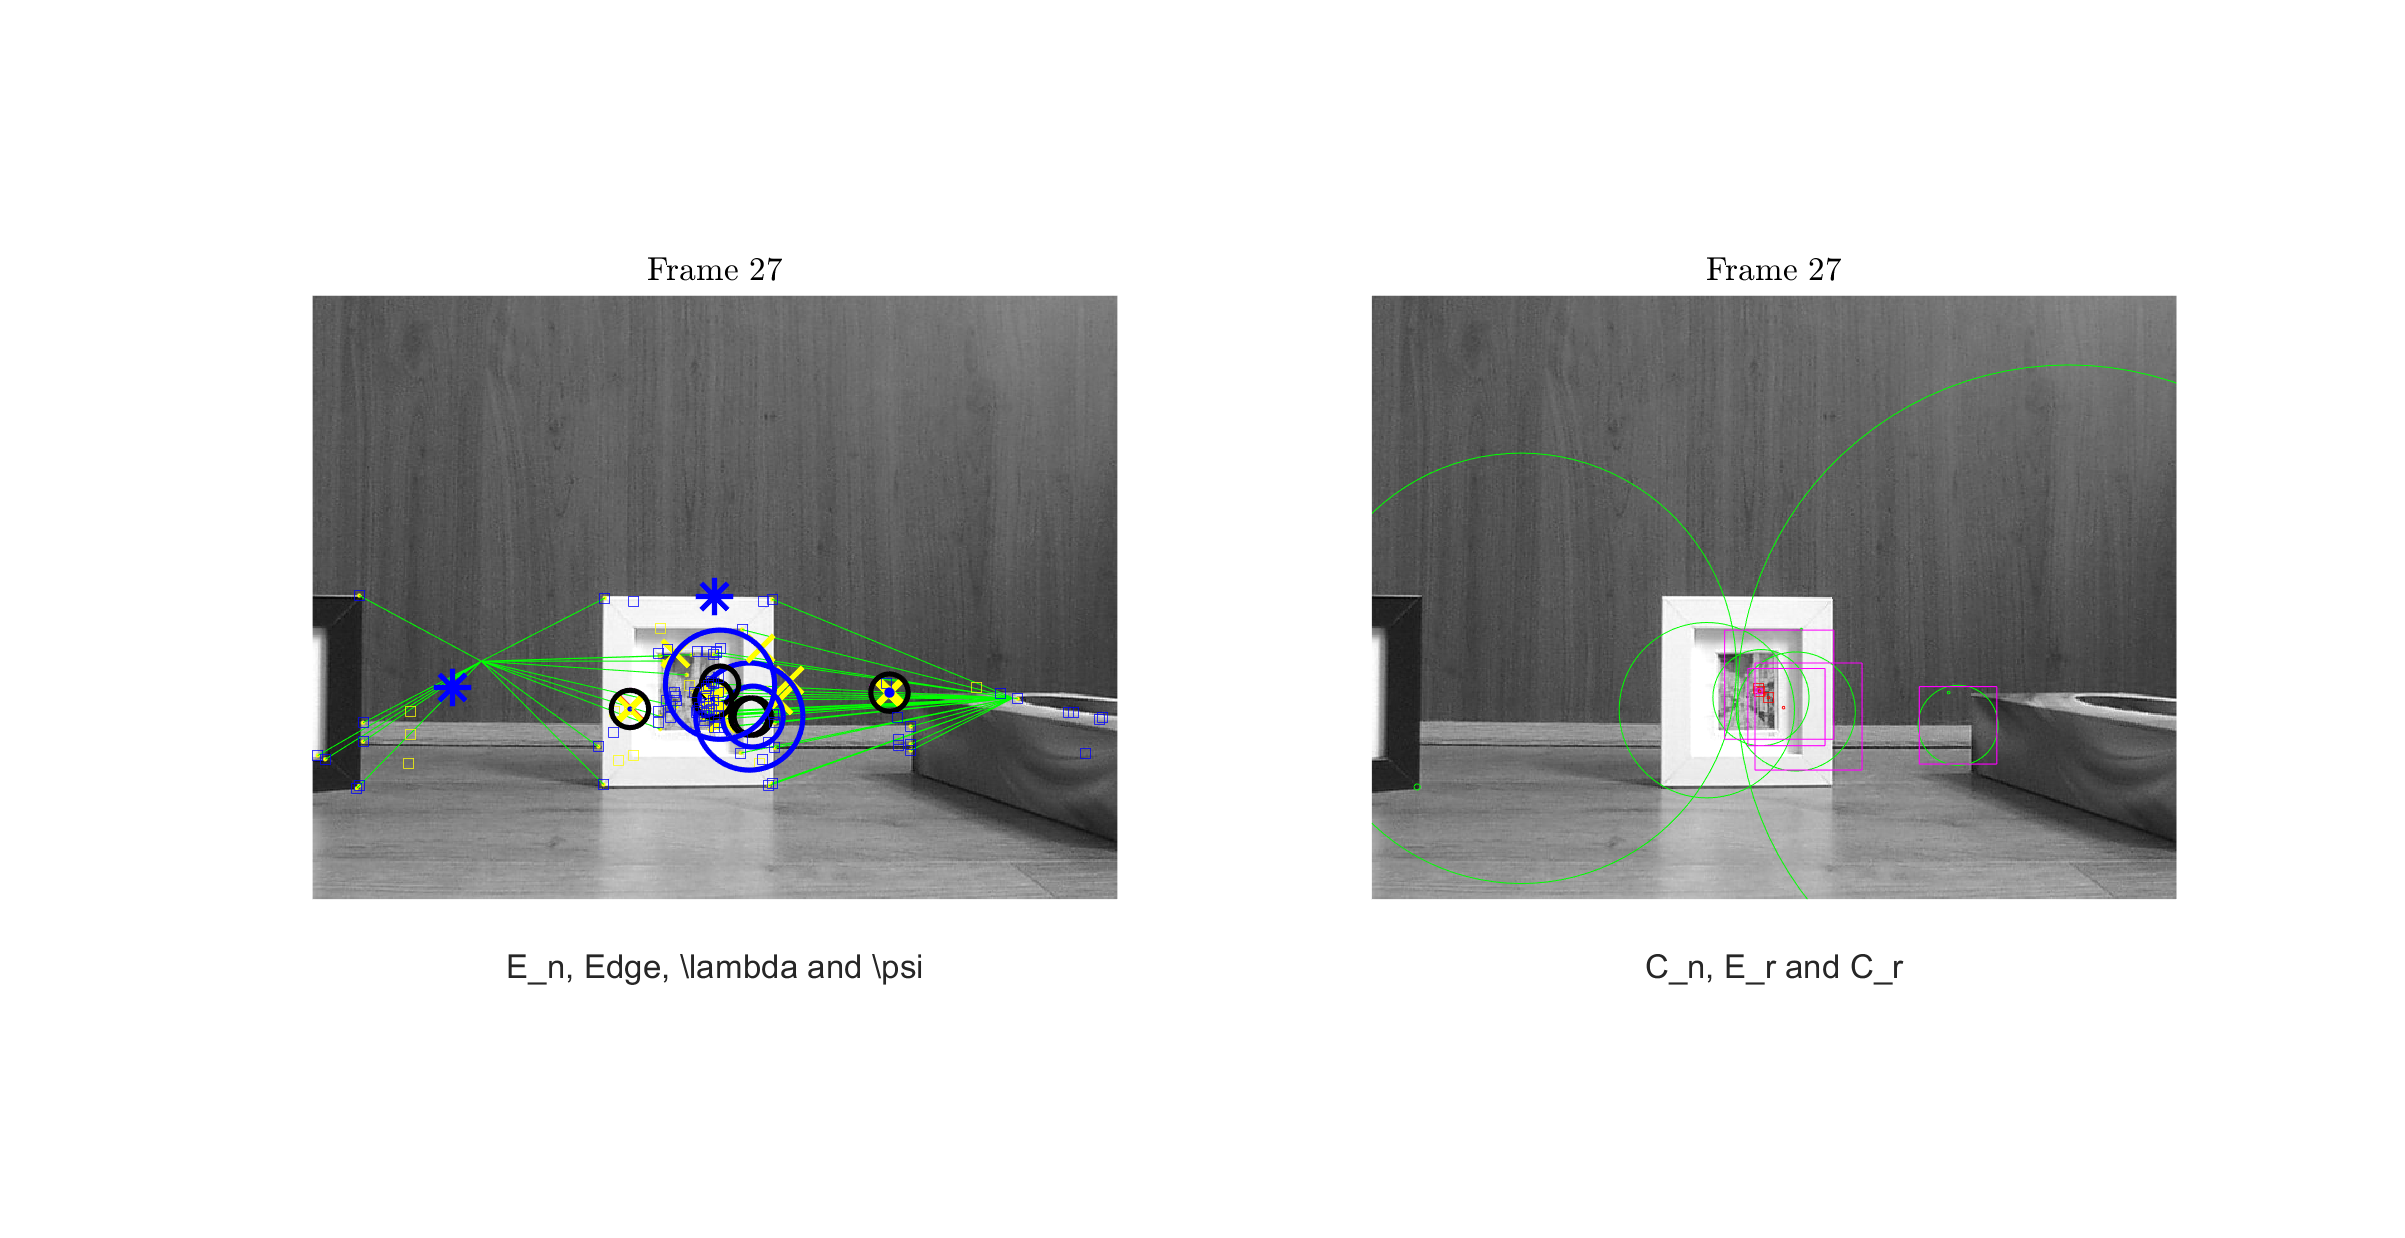 Frame 27
Frame 27
E_n, Edge, \lambda and \psi
C_n, E_r and C_r